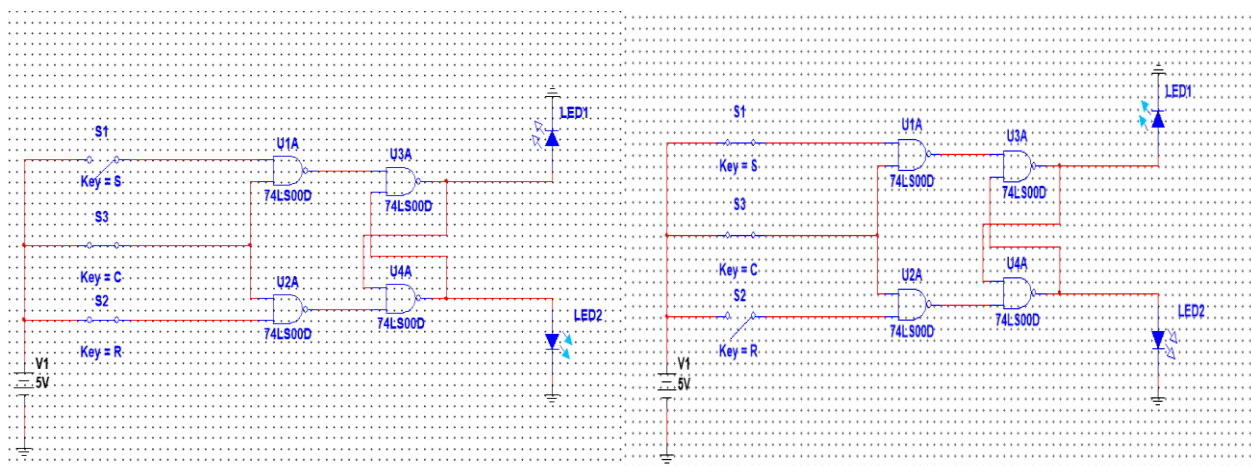 LED1
S1
U1A
U3A
Key = S
74LS00D
74LS00D
S3
Key = C
U2A
U4A
S2
LED2
74LS00D
74LS00D
Key = R
V1
5V
LED1
S1
U1A
U3A
Key = S
74LS00D
74LS00D
S3
Key = C
U2A
U4A
S2
LED2
74LS00D
74LS00D
Key = R
V1
5V